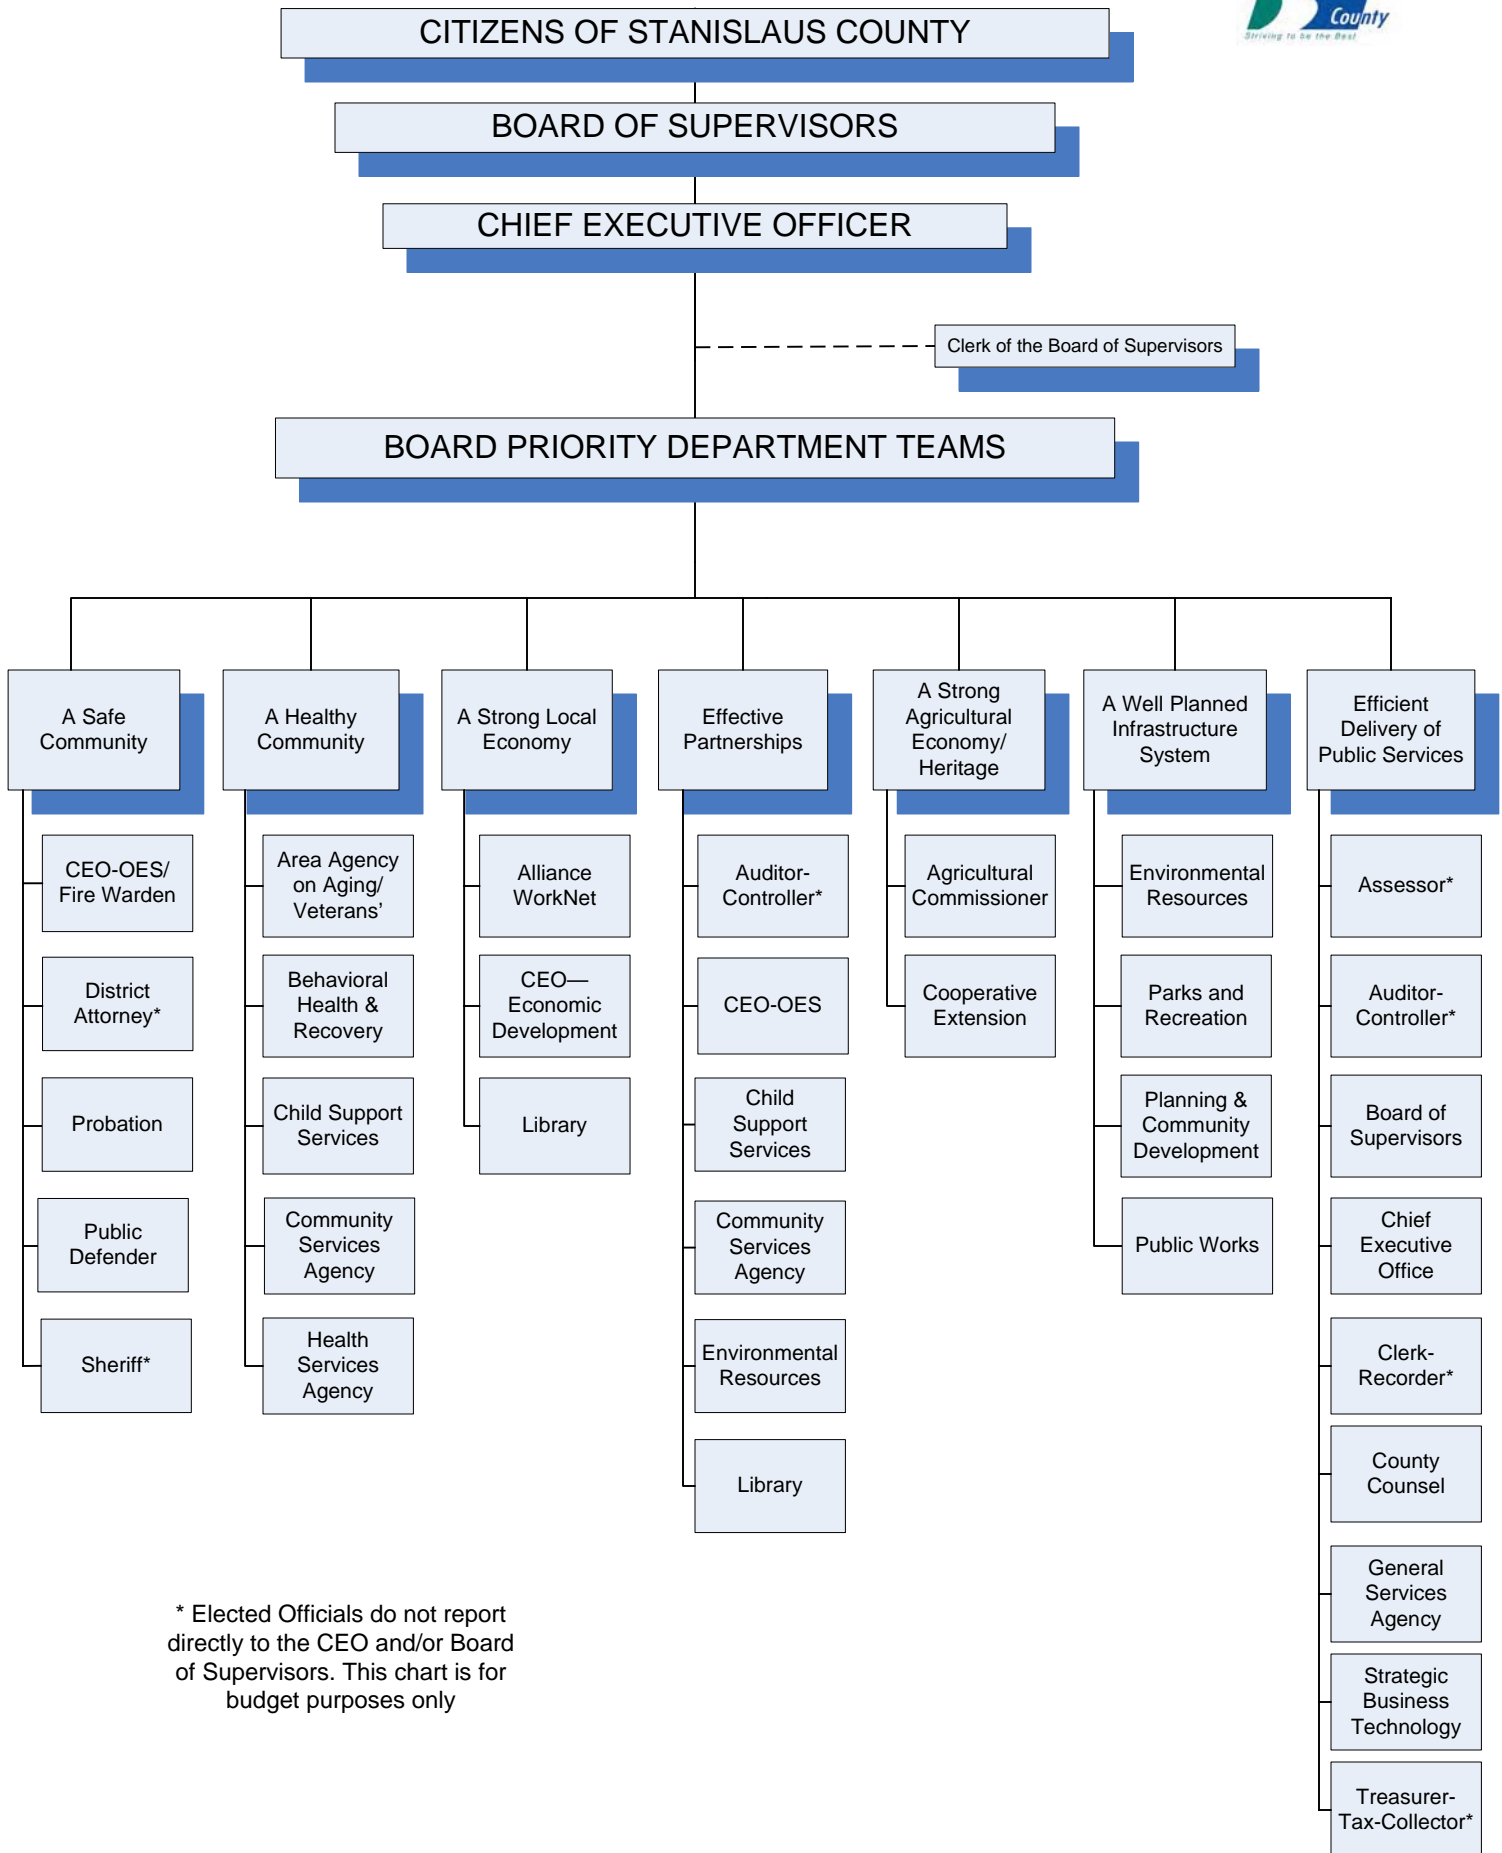 County
Striving to be the Best
CITIZENS OF STANISLAUS COUNTY
BOARD OF SUPERVISORS
CHIEF EXECUTIVE OFFICER
Clerk of the Board of Supervisors
BOARD PRIORITY DEPARTMENT TEAMS
A Safe
Community
CEO-OES/
Fire Warden
District
Attorney*
Probation
Public
Defender
Sheriff*
A Healthy
Community
Area Agency
on Aging/
Veterans’
Behavioral
Health &
Recovery
Child Support
Services
Community
Services
Agency
Health
Services
Agency
A Strong Local
Economy
Alliance
WorkNet
CEO—
Economic
Development
Library
Effective
Partnerships
Auditor-
Controller*
CEO-OES
Child
Support
Services
Community
Services
Agency
Environmental
Resources
Library
A Strong
Agricultural
Economy/
Heritage
Agricultural
Commissioner
Cooperative
Extension
A Well Planned
Infrastructure
System
Environmental
Resources
Parks and
Recreation
Planning &
Community
Development
Public Works
Efficient
Delivery of
Public Services
Assessor*
Auditor-
Controller*
Board of
Supervisors
Chief
Executive
Office
Clerk-
Recorder*
County
Counsel
General
Services
Agency
Strategic
Business
Technology
Treasurer-
Tax-Collector*
* Elected Officials do not report
directly to the CEO and/or Board
of Supervisors. This chart is for
budget purposes only